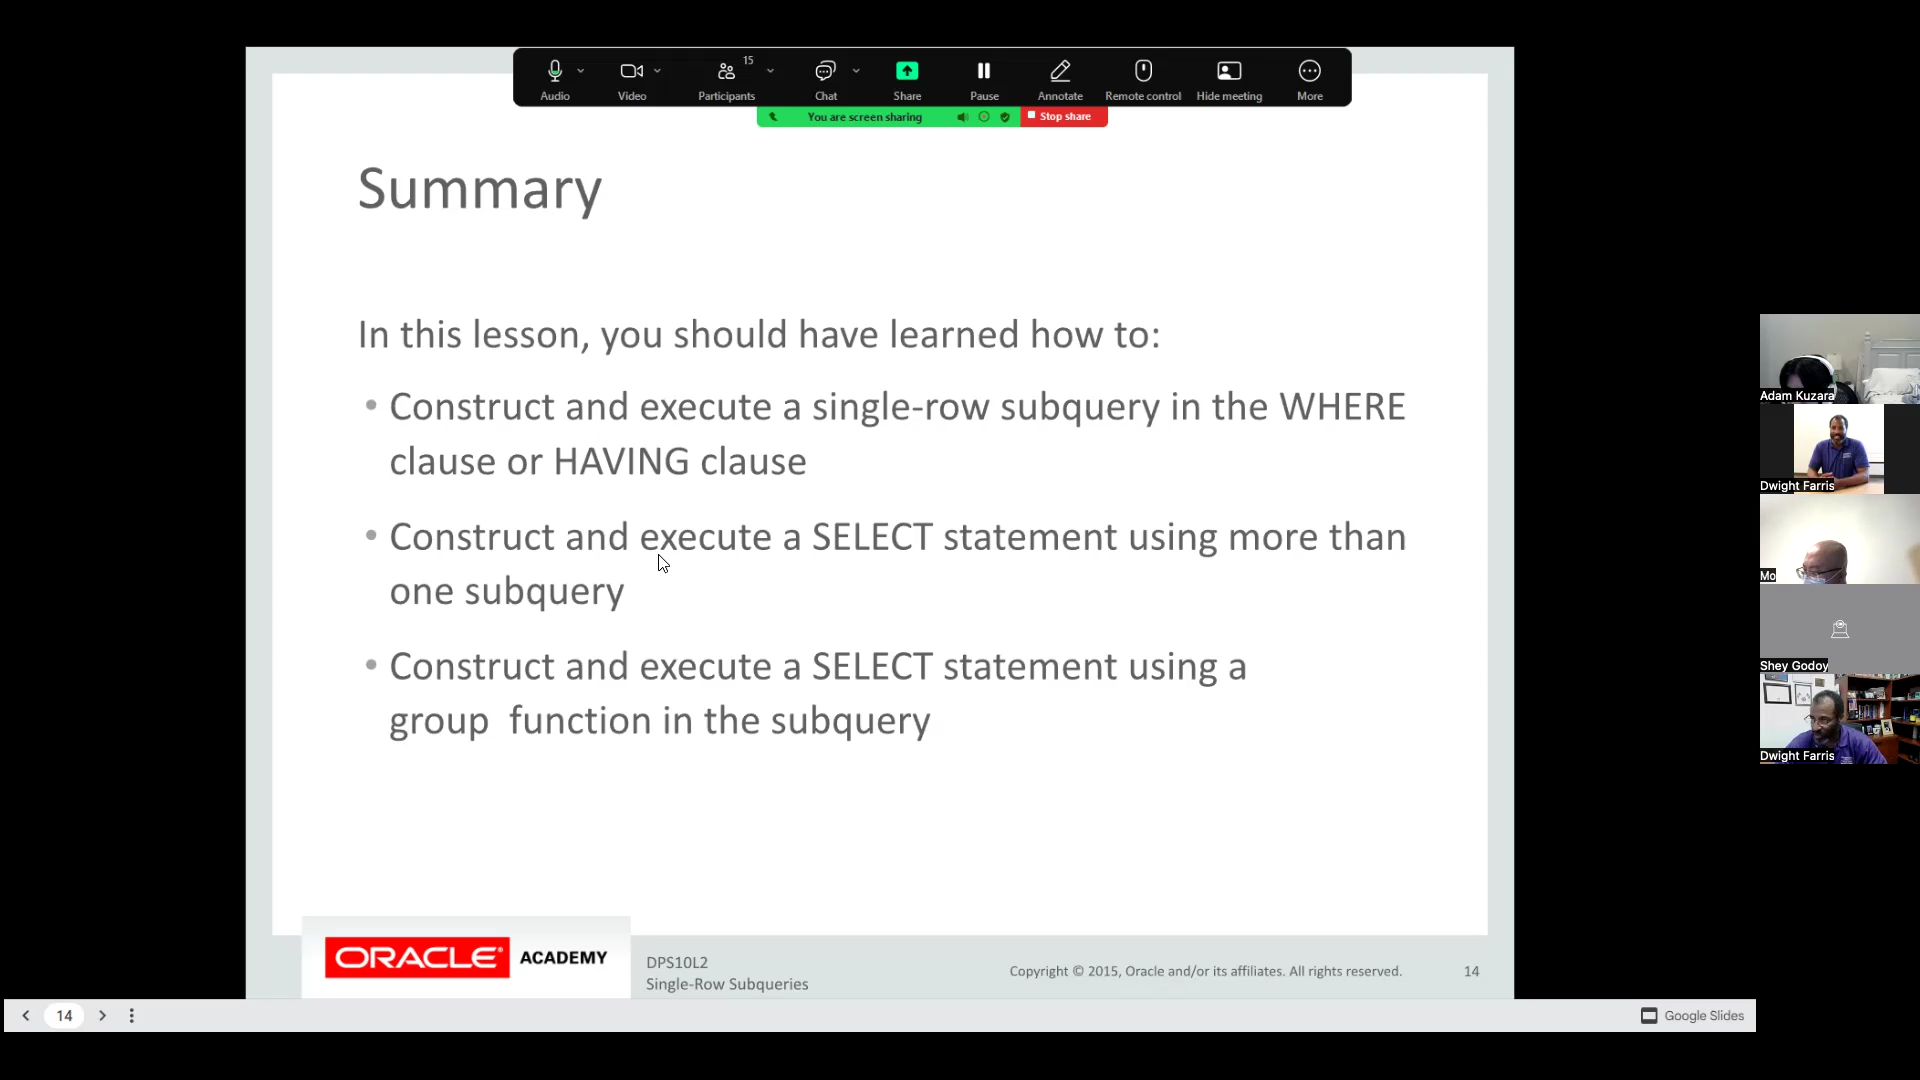 15
Audio
Video
Participants
Chat
Share
Pause
Annotate
Remote control
Hide meeting
More
You are screen sharing
Stop share
Summary
In this lesson, you should have learned how to:
• Construct and execute a single-row subquery in the WHERE
clause or HAVING clause
• Construct and execute a SELECT statement using more than
one subquery
• Construct and execute a SELECT statement using a
group  function in the subquery
Adam Kuzara
Dwight Farris
Mo
Shey Godoy
Dwight Farris
ORACLE® ACADEMY
DPS10L2
Single-Row Subqueries
Copyright © 2015, Oracle and/or its affiliates. All rights reserved.
14
14
Google Slides